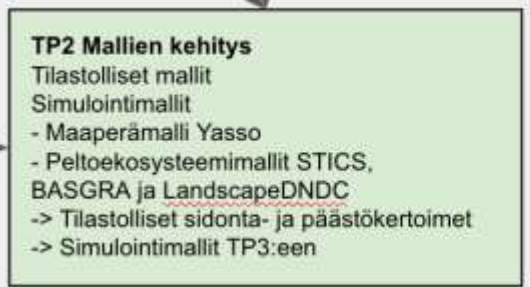 TP2 Mallien kehitys
Tilastolliset mallit
Simulointimallit
- Maaperämalli Yasso
- Peltoekosysteemimallit STICS,
BASGRA ja LandscapeDNDC
-> Tilastolliset sidonta- ja päästökertoimet
-> Simulointimallit TP3:een